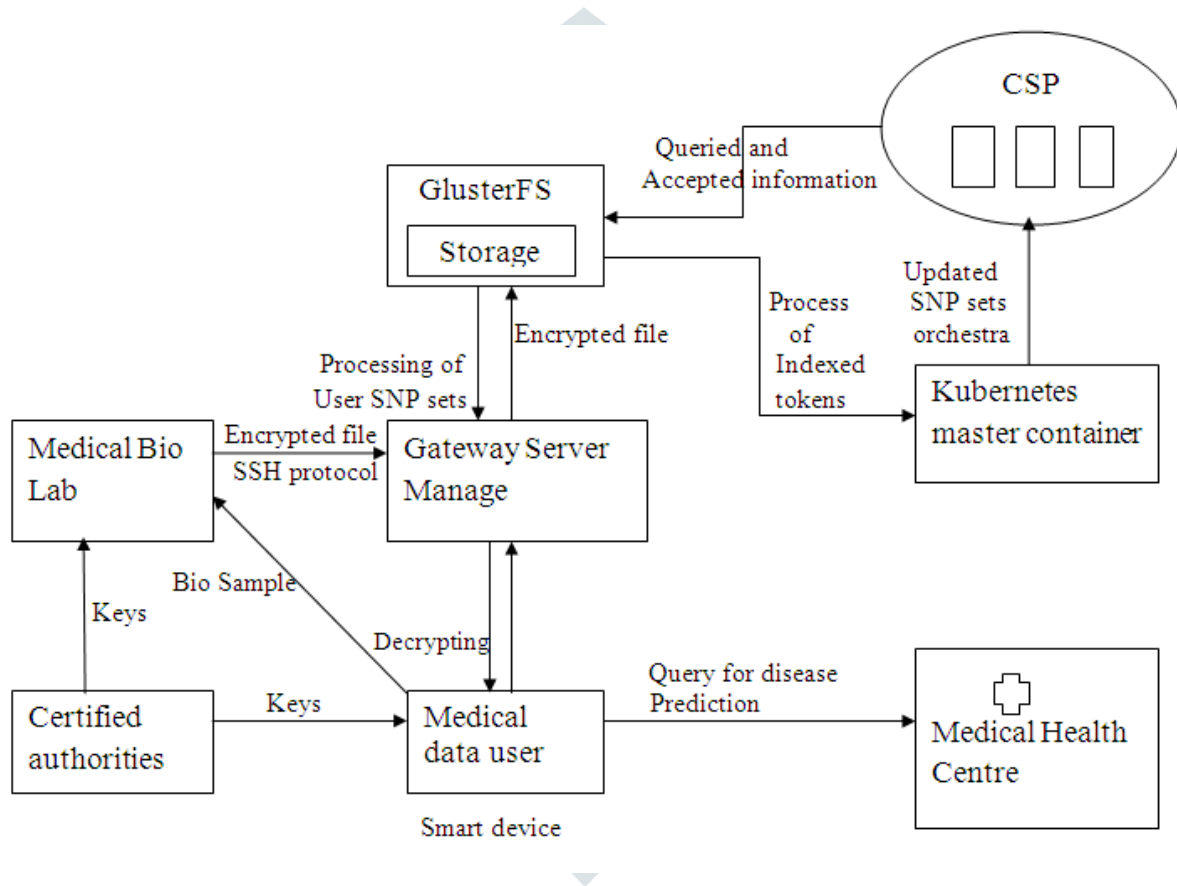 CSP
Queried and
Accepted information
GlusterFS
Storage
Updated
SNP sets
orchestra
Process
of
Indexed
tokens
Encrypted file
Processing of
User SNP sets
Kubernetes
master container
Medical Bio
Lab
Encrypted file
SSH protocol
Gateway Server
Manage
Bio Sample
Keys
Decrypting
Query for disease
Prediction
Certified
authorities
Keys
Medical
data user
Medical Health
Centre
Smart device